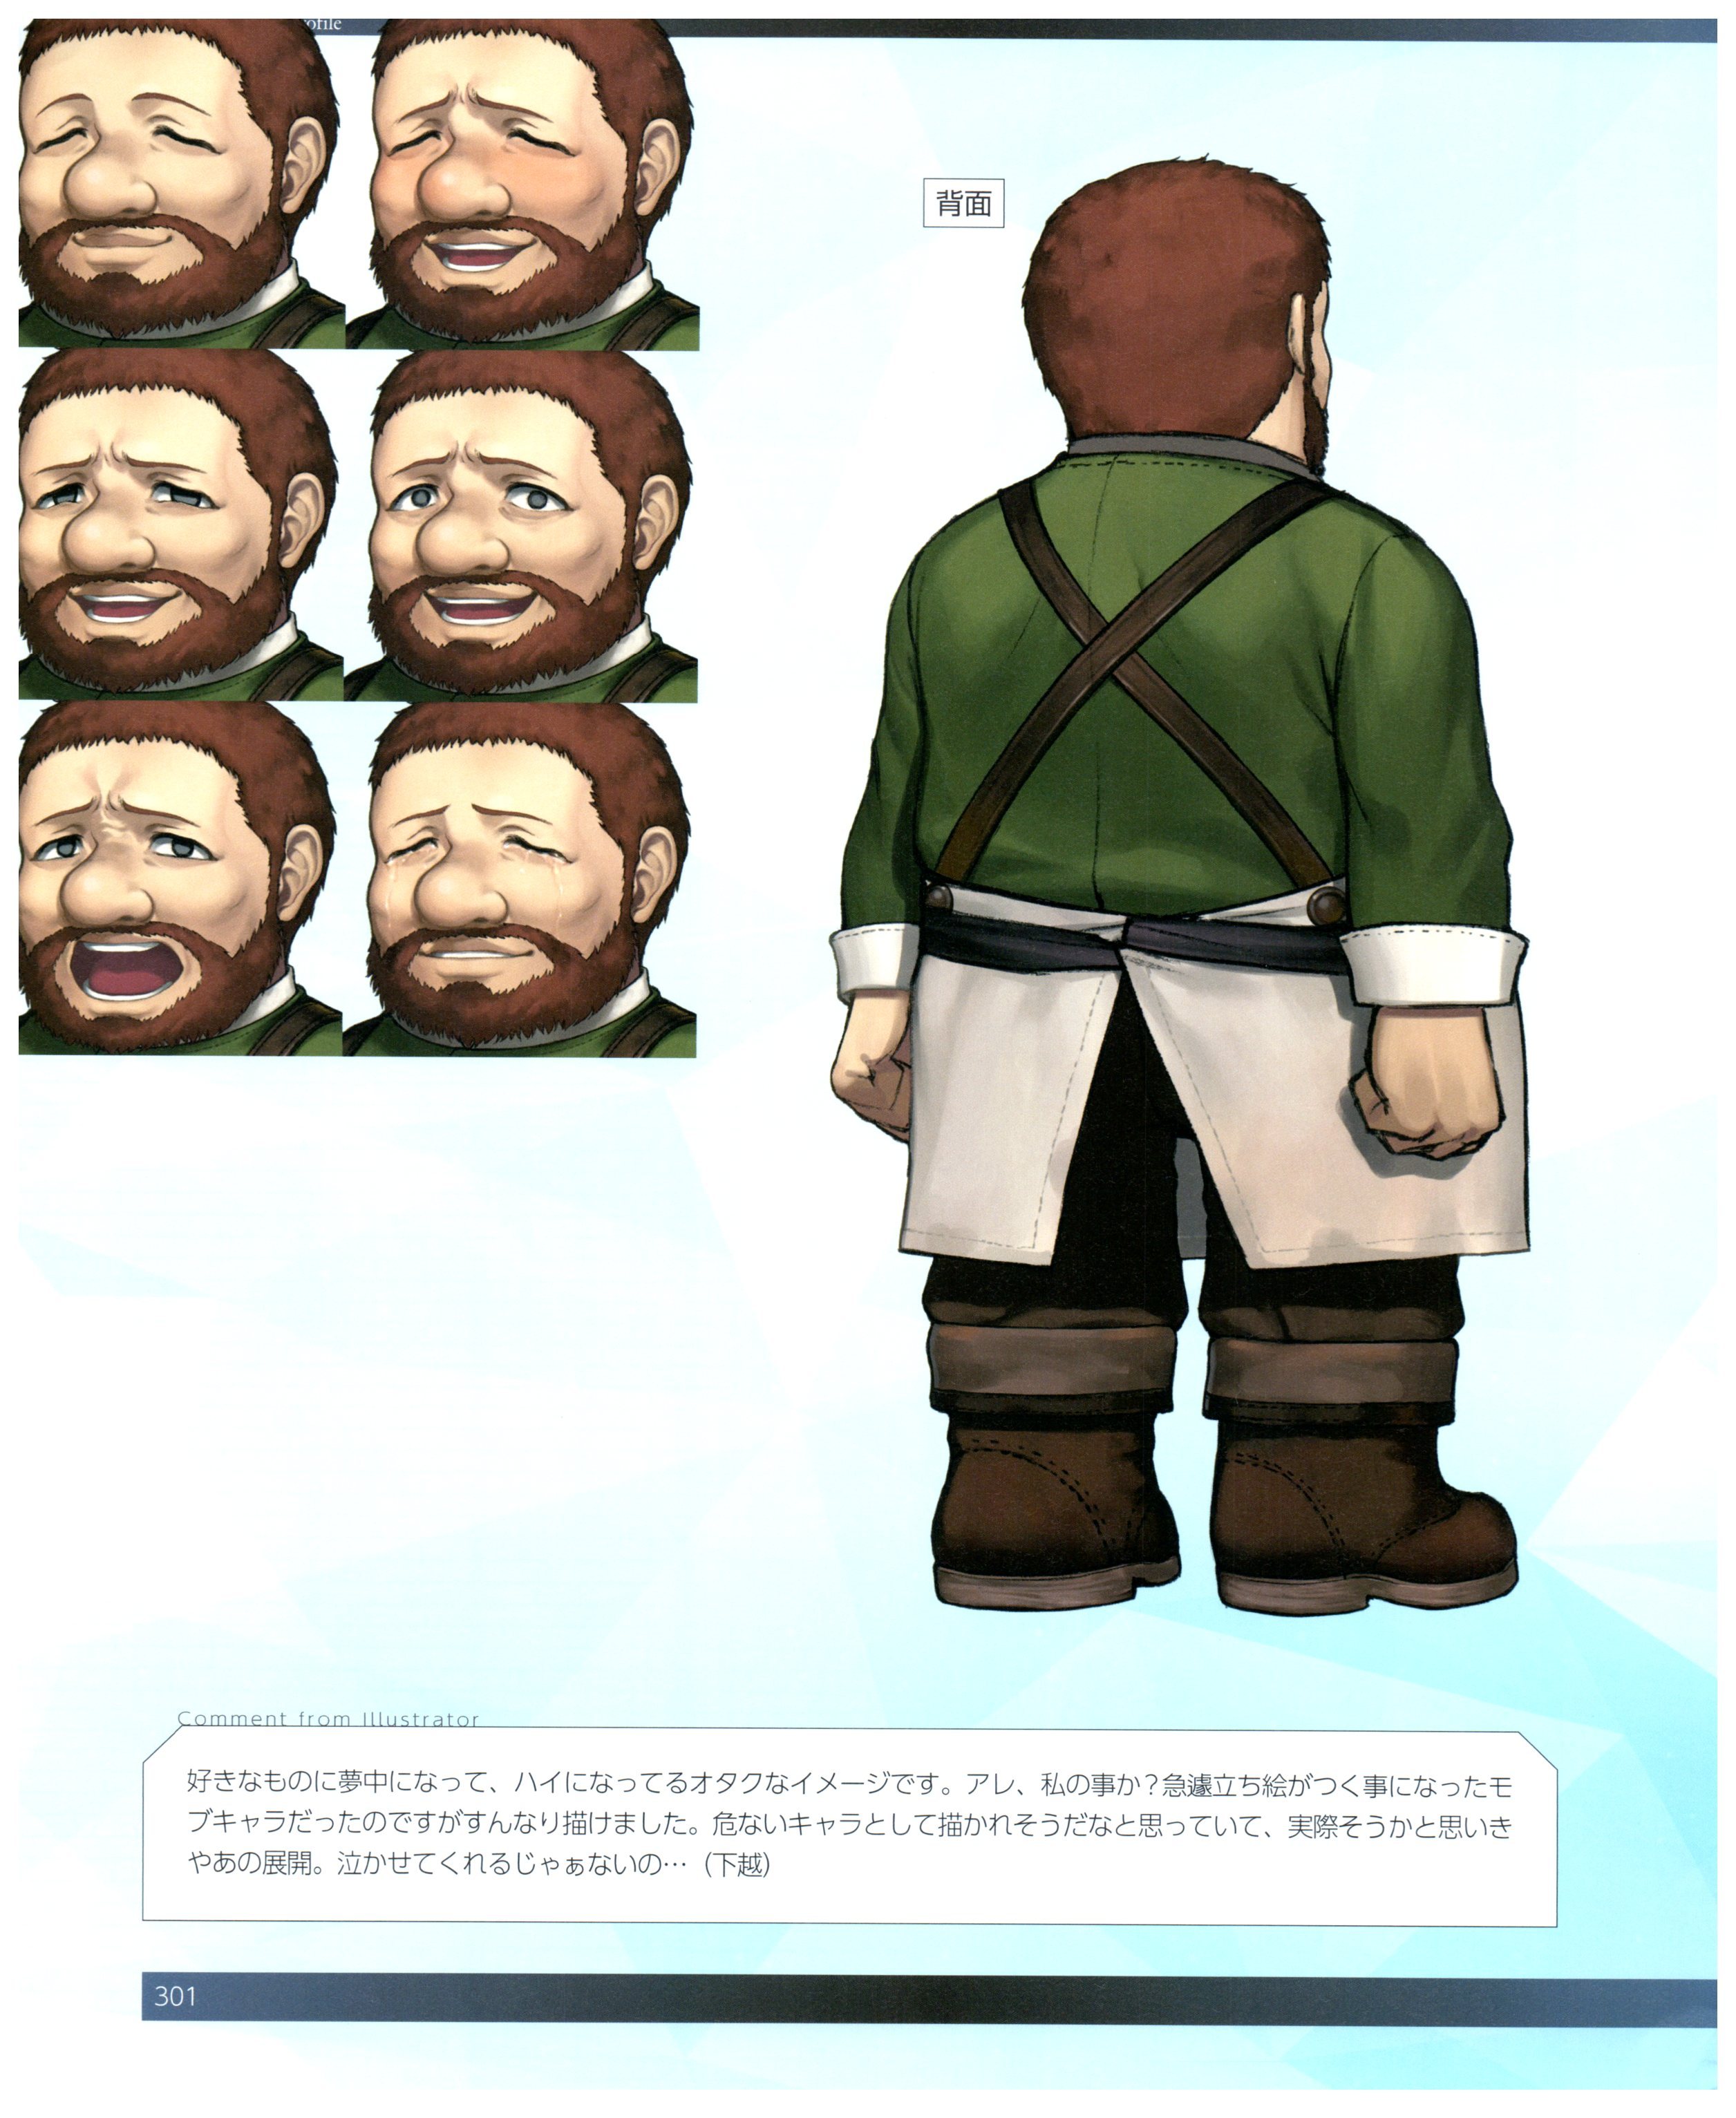 ofile
背面
Comment from Illustrator
好きなものに夢中になって、ハイになってるオタクなイメージです。アレ、私の事か？急遽立ち絵がつく事になったモ
ブキャラだったのですがすんなり描けました。危ないキャラとして描かれそうだなと思っていて、実際そうかと思いき
やあの展開。泣かせてくれるじゃぁないの…（下越）
301